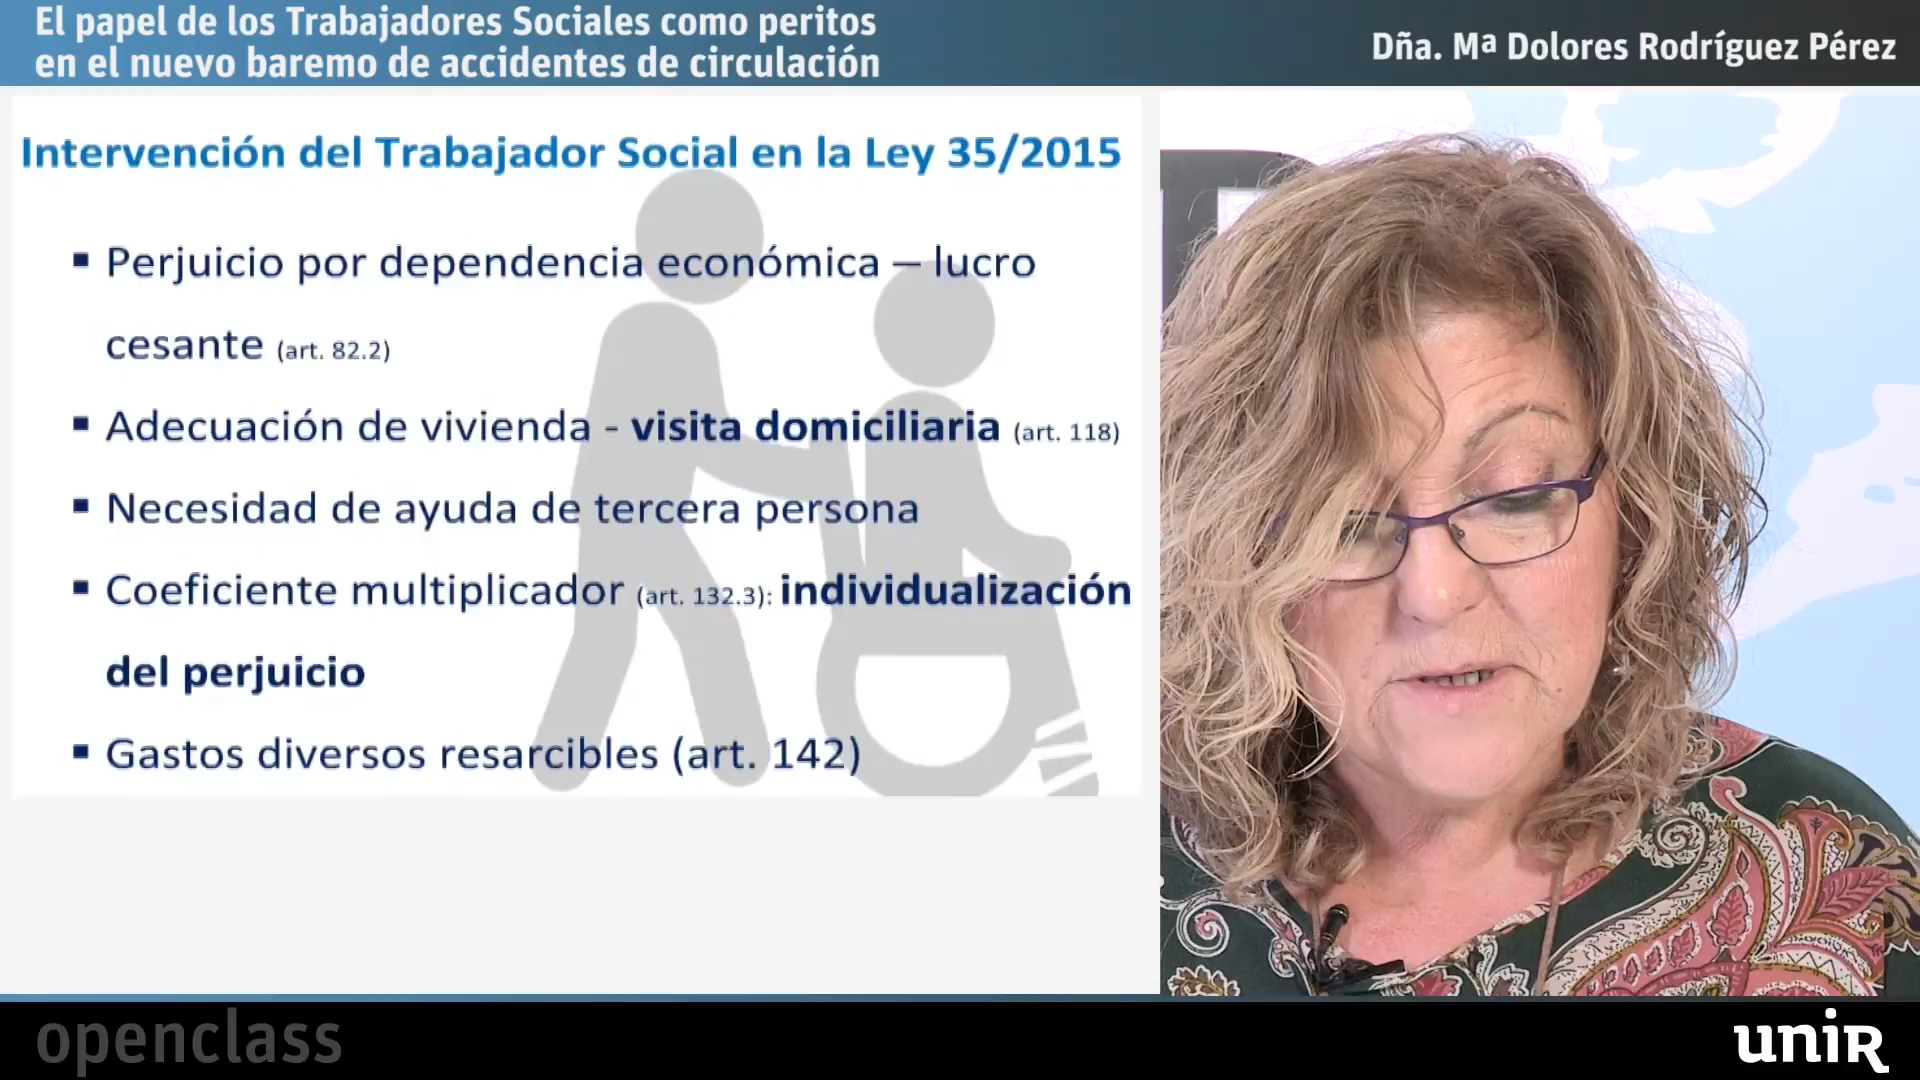 El papel de los Trabajadores Sociales como peritos
en el nuevo baremo de accidentes de circulación
Dña. Mª Dolores Rodríguez Pérez
Intervención del Trabajador Social en la Ley 35/2015
▪ Perjuicio por dependencia económica – lucro
cesante (art. 82.2)
▪ Adecuación de vivienda - visita domiciliaria (art. 118)
▪ Necesidad de ayuda de tercera persona
▪ Coeficiente multiplicador (art. 132.3): individualización
del perjuicio
▪ Gastos diversos resarcibles (art. 142)
openclass
unir